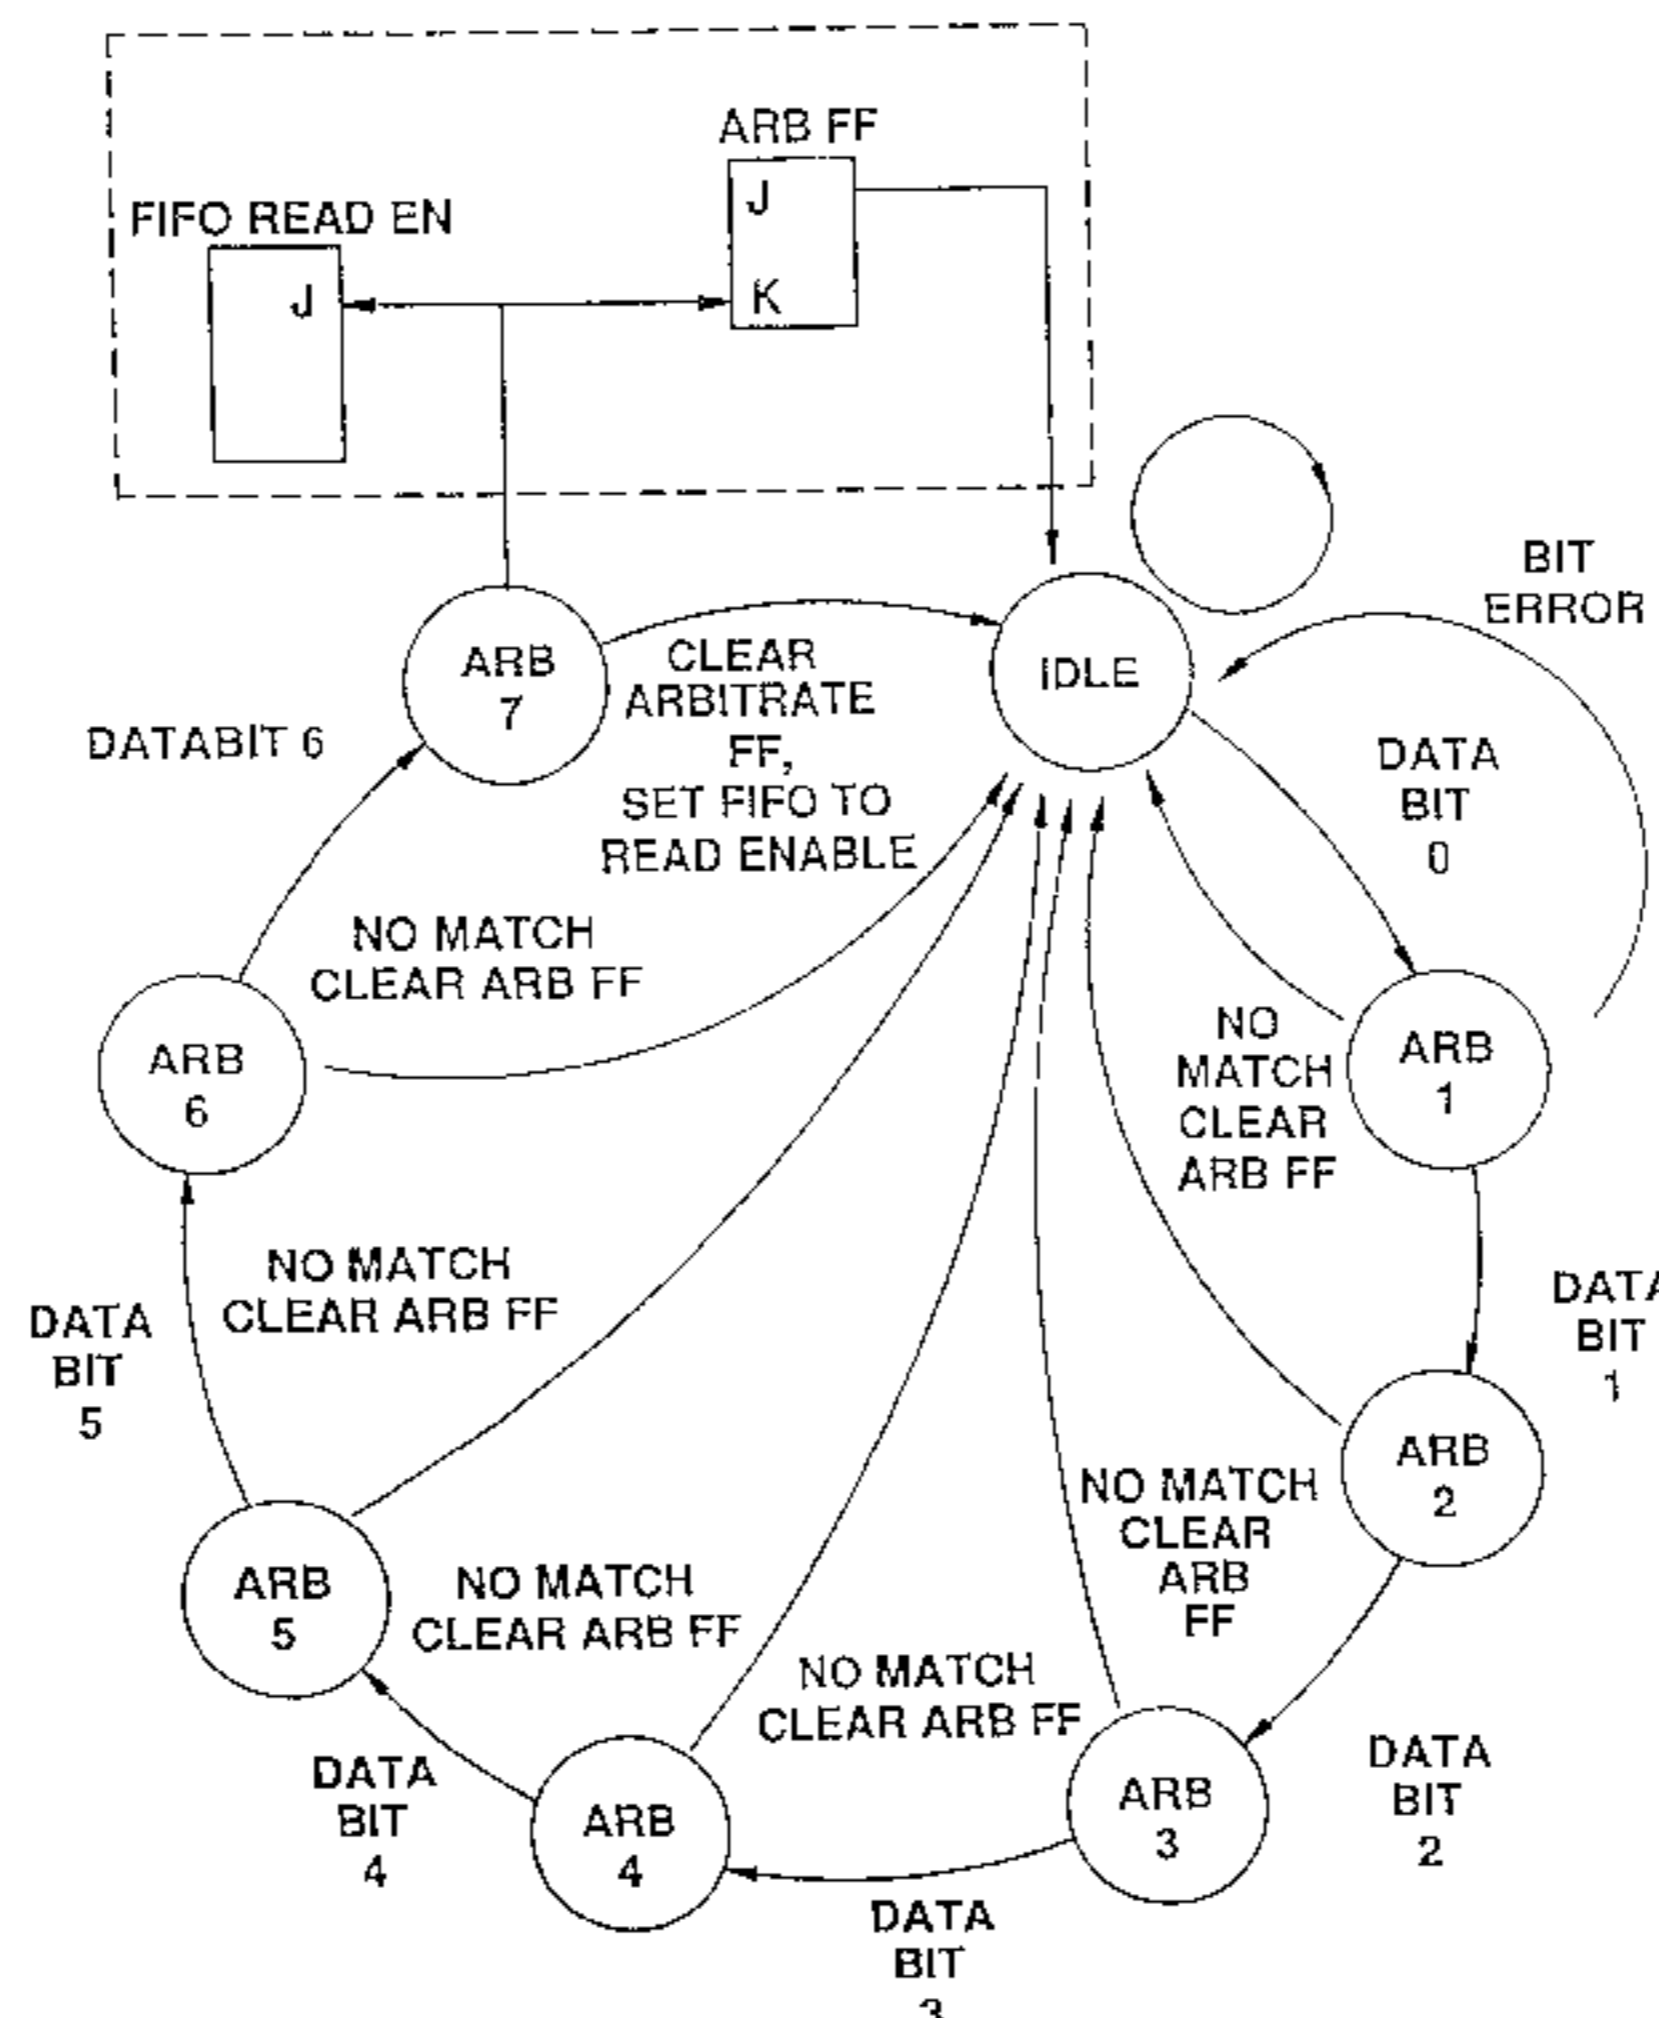 ARB FF
J
K
FIFO READ EN
J
BIT
ERROR
IDLE
ARB
7
CLEAR
ARBITRATE
FF,
SET FIFO TO
READ ENABLE
DATABIT 6
DATA
BIT
0
NO MATCH
CLEAR ARB FF
ARB
6
NO
MATCH
CLEAR
ARB FF
ARB
1
NO MATCH
CLEAR ARB FF
DATA
BIT
5
DATA
BIT
1
ARB
2
NO MATCH
CLEAR
ARB
FF
ARB
5
NO MATCH
CLEAR ARB FF
NO MATCH
CLEAR ARB FF
DATA
BIT
4
ARB
4
ARB
3
DATA
BIT
2
DATA
BIT
3